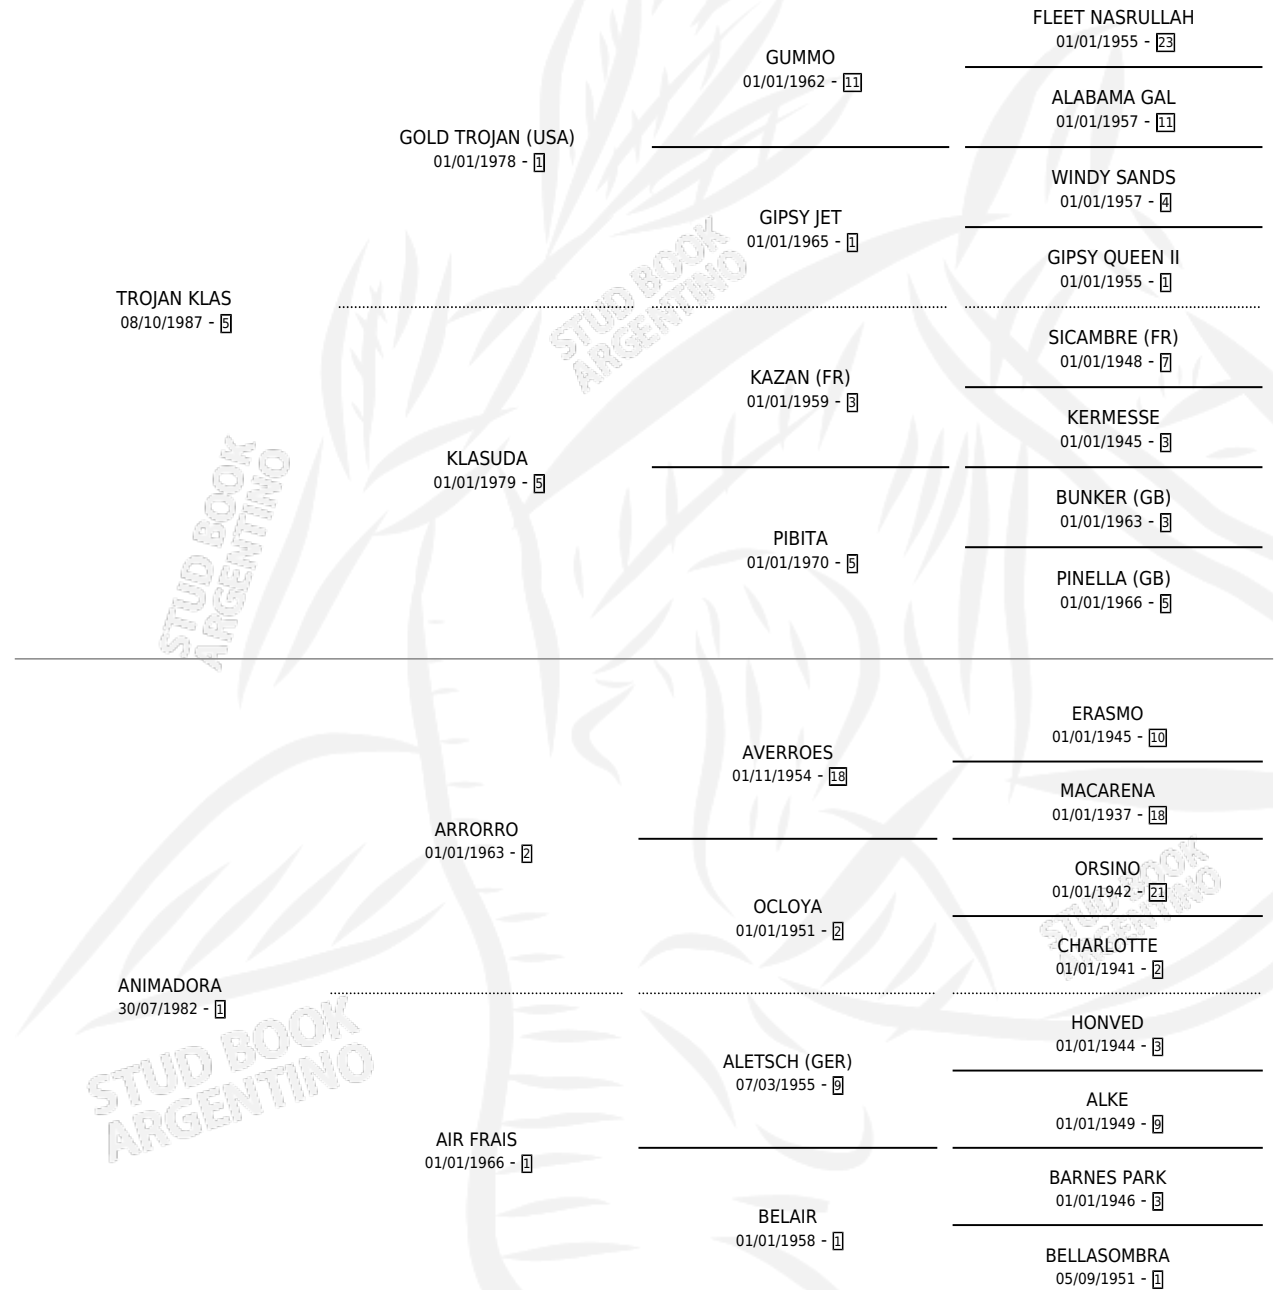 FLEET NASRULLAH
01/01/1955 - 23
GUMMO
01/01/1962 - 11
ALABAMA GAL
01/01/1957 - 11
GOLD TROJAN (USA)
01/01/1978 - 1
WINDY SANDS
01/01/1957 - 4
GIPSY JET
01/01/1965 - 1
GIPSY QUEEN II
01/01/1955 - 1
TROJAN KLAS
08/10/1987 - 5
SICAMBRE (FR)
01/01/1948 - 7
KAZAN (FR)
01/01/1959 - 3
KERMESSE
01/01/1945 - 3
KLASUDA
01/01/1979 - 5
BUNKER (GB)
01/01/1963 - 3
PIBITA
01/01/1970 - 5
PINELLA (GB)
01/01/1966 - 5
ERASMO
01/01/1945 - 10
AVERROES
01/11/1954 - 18
MACARENA
01/01/1937 - 18
ARRORRO
01/01/1963 - 2
ORSINO
01/01/1942 - 21
OCLOYA
01/01/1951 - 2
CHARLOTTE
01/01/1941 - 2
ANIMADORA
30/07/1982 - 1
HONVED
01/01/1944 - 3
ALETSCH (GER)
07/03/1955 - 9
ALKE
01/01/1949 - 9
AIR FRAIS
01/01/1966 - 1
BARNES PARK
01/01/1946 - 3
BELAIR
01/01/1958 - 1
BELLASOMBRA
05/09/1951 - 1
STUD BOOK
ARGENTINO
STUD BOOK
ARGENTINO
STUD BOOK
ARGENTINO
STUD BOOK
ARGENTINO